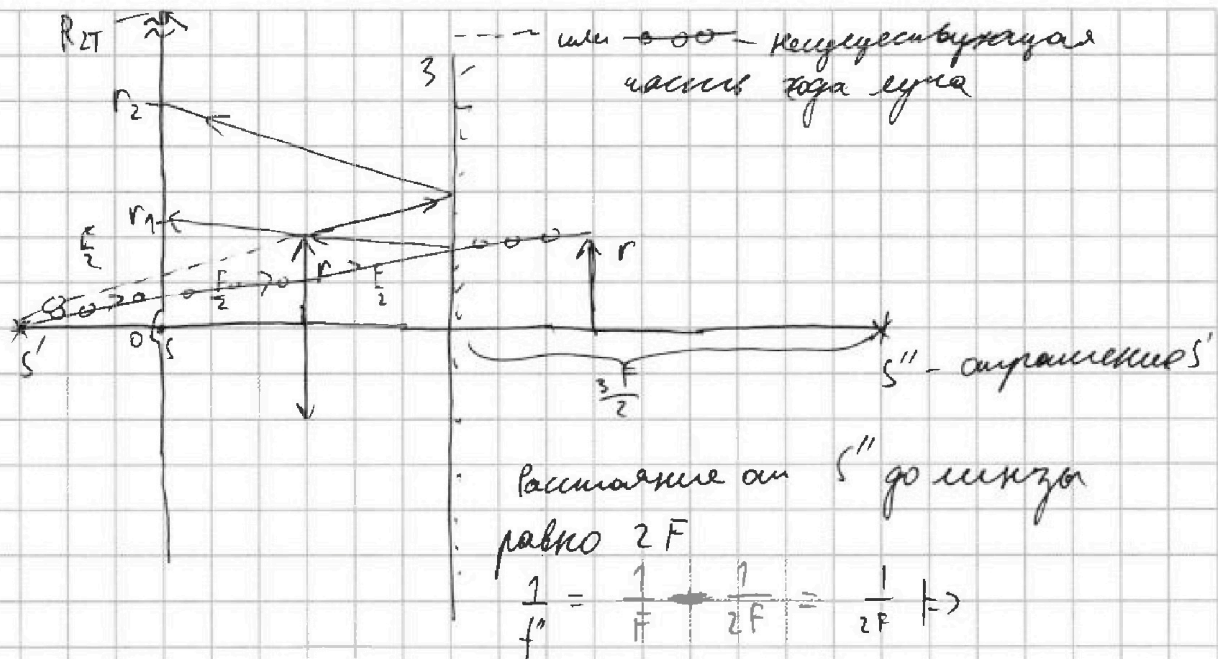 R₂T
--- или -o-o-o- - несуществующая
часть хода луча
З
r₂
r₁
F/2
r
F/2
F/2
r
S'
O
S
3F/2
S'' - отражение S'
Расстояние от S'' до линзы
равно 2F
1/f'' = 1/F - 1/2F = 1/2F =>